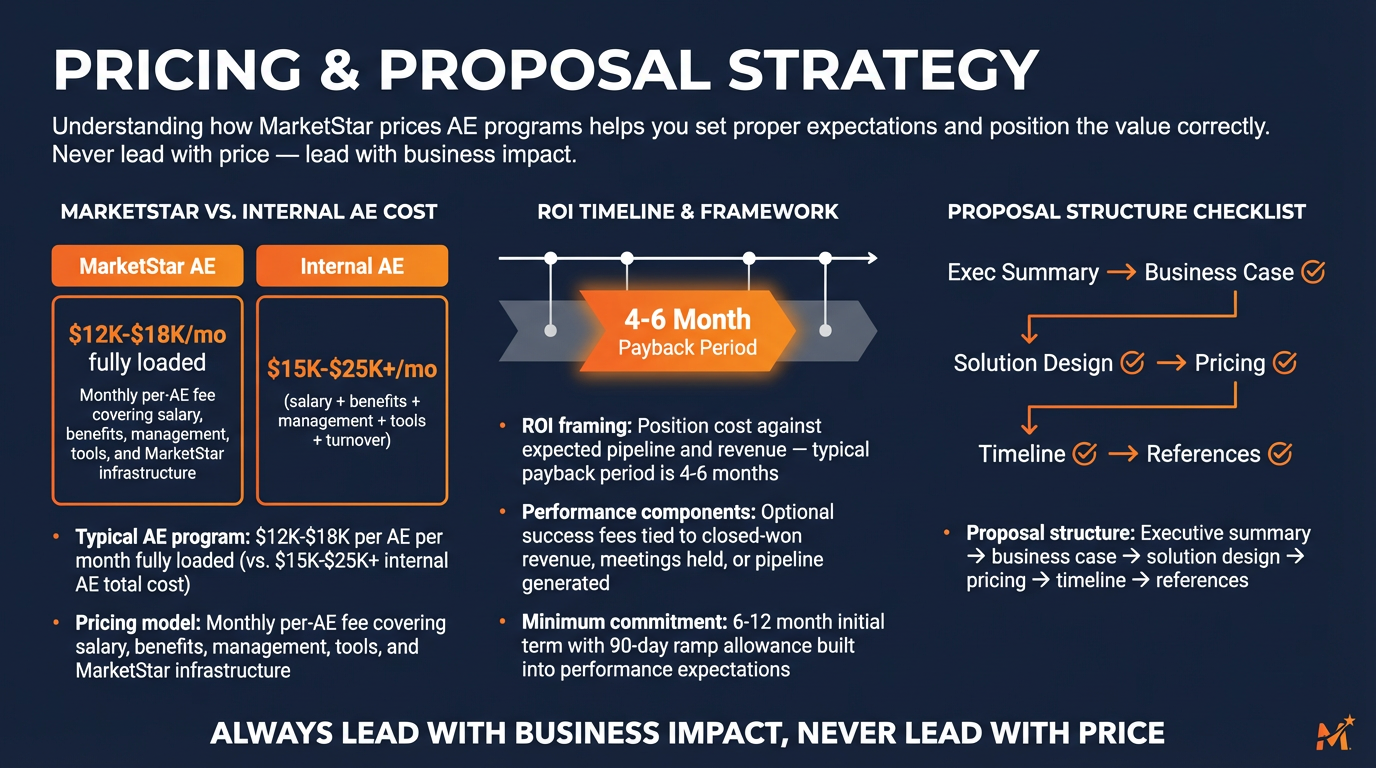 PRICING & PROPOSAL STRATEGY
Understanding how MarketStar prices AE programs helps you set proper expectations and position the value correctly.
Never lead with price — lead with business impact.
MARKETSTAR VS. INTERNAL AE COST
MarketStar AE
Internal AE
$12K-$18K/mo
fully loaded
Monthly per-AE fee
covering salary,
benefits, management,
tools, and MarketStar
infrastructure
$15K-$25K+/mo
(salary + benefits +
management + tools
+ turnover)
• Typical AE program: $12K-$18K per AE per
month fully loaded (vs. $15K-$25K+ internal
AE total cost)
• Pricing model: Monthly per-AE fee covering
salary, benefits, management, tools, and
MarketStar infrastructure
ROI TIMELINE & FRAMEWORK
4-6 Month
Payback Period
• ROI framing: Position cost against
expected pipeline and revenue — typical
payback period is 4-6 months
• Performance components: Optional
success fees tied to closed-won
revenue, meetings held, or pipeline
generated
• Minimum commitment: 6-12 month initial
term with 90-day ramp allowance built
into performance expectations
PROPOSAL STRUCTURE CHECKLIST
Exec Summary → Business Case
Solution Design → Pricing
Timeline → References
• Proposal structure: Executive summary
→ business case → solution design →
pricing → timeline → references
ALWAYS LEAD WITH BUSINESS IMPACT, NEVER LEAD WITH PRICE
M